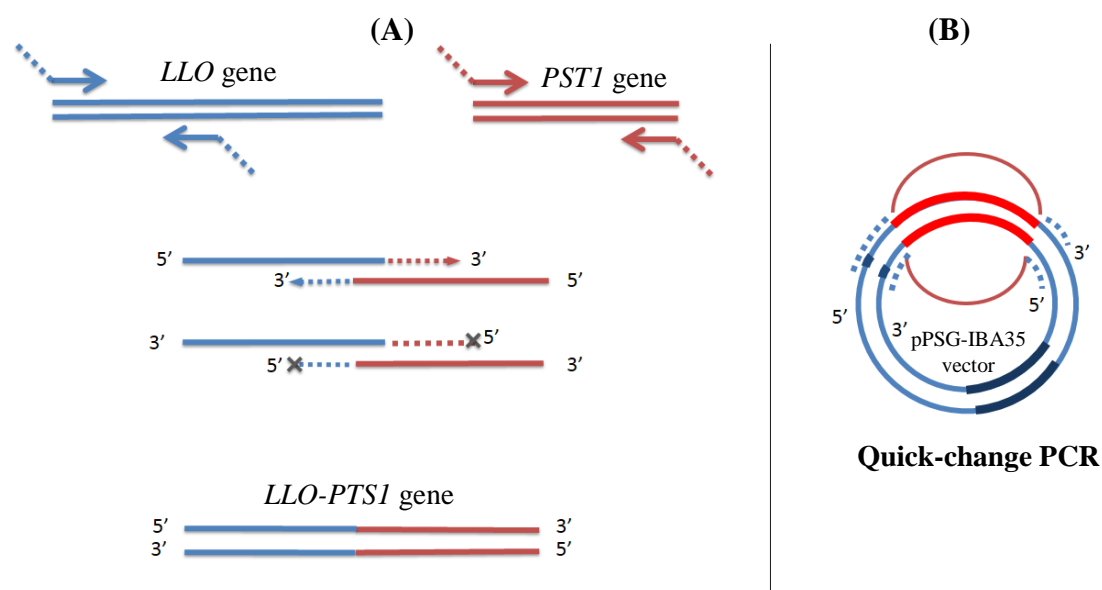 (A)
LLO gene
PST1 gene
5’ 3’
3’ 5’
3’ 5’
5’ 3’
LLO-PTS1 gene
5’ 3’
3’ 5’
(B)
3’
5’ 5’
3’
pPSG-IBA35
vector
Quick-change PCR